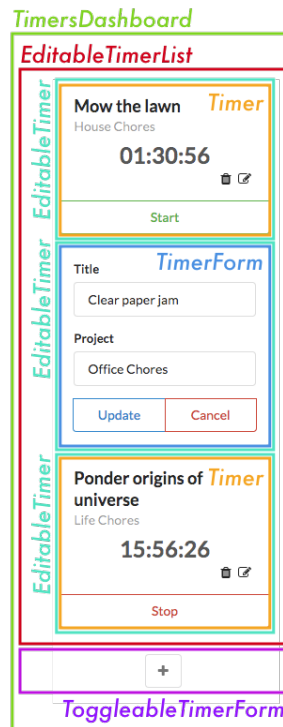 TimersDashboard
EditableTimerList
EditableTimer
Mow the lawn
Timer
House Chores
01:30:56
Start
EditableTimer
TimerForm
Title
Clear paper jam
Project
Office Chores
Update
Cancel
EditableTimer
Ponder origins of
universe
Timer
Life Chores
15:56:26
Stop
+
ToggleableTimerForm